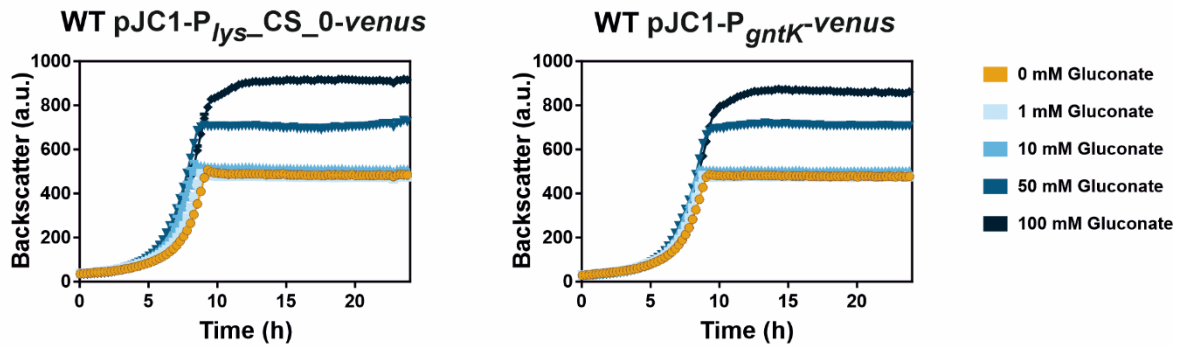 WT pJC1-Plys_CS_0-venus
Backscatter (a.u.)
1000
800
600
400
200
0
0 5 10 15 20
Time (h)
WT pJC1-PgntK-venus
Backscatter (a.u.)
1000
800
600
400
200
0
0 5 10 15 20
Time (h)
0 mM Gluconate
1 mM Gluconate
10 mM Gluconate
50 mM Gluconate
100 mM Gluconate